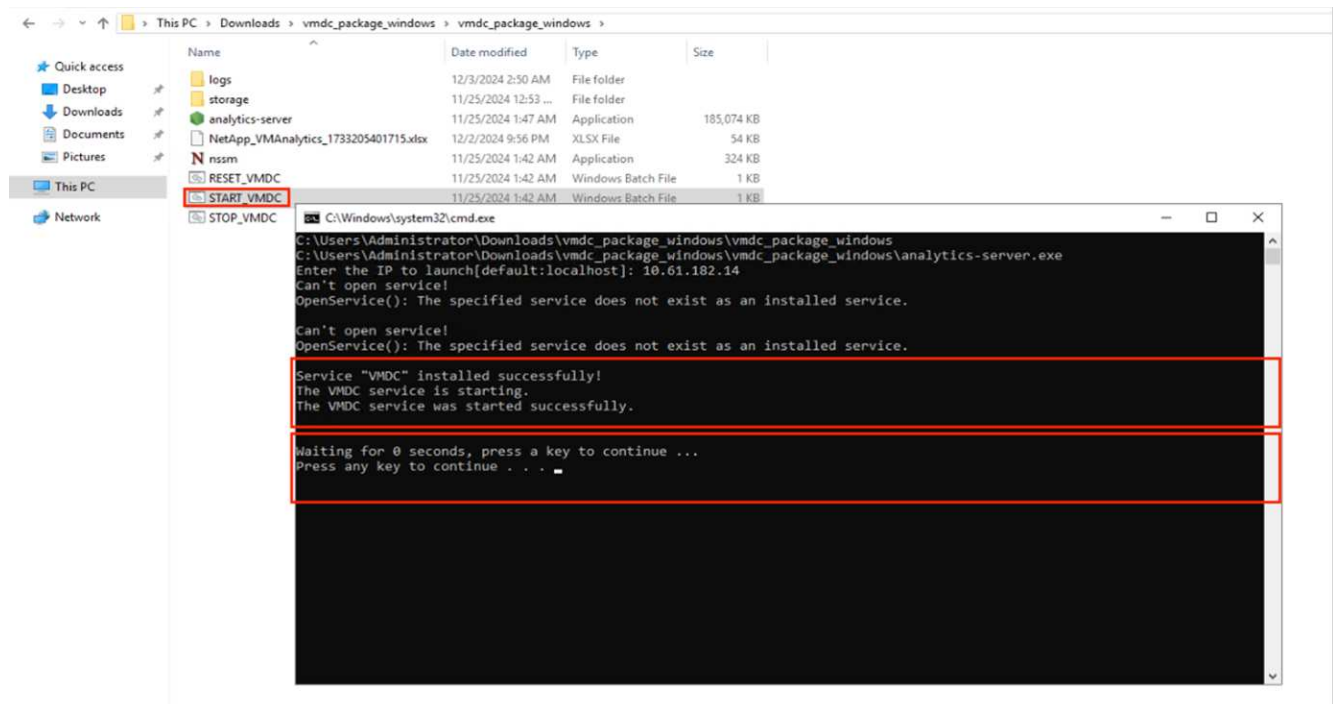 This PC > Downloads > vmdc_package_windows > vmdc_package_windows >
Name Date modified Type Size
Quick access
Desktop
Downloads
Documents
Pictures
This PC
Network
logs 12/3/2024 2:50 AM File folder
storage 11/25/2024 12:53 ... File folder
analytics-server 11/25/2024 1:47 AM Application 185,074 KB
NetApp_VMAnalytics_1733205401715.xlsx 12/2/2024 9:56 PM XLSX File 54 KB
N nssm 11/25/2024 1:42 AM Application 324 KB
RESET_VMDC 11/25/2024 1:42 AM Windows Batch File 1 KB
START_VMDC 11/25/2024 1:42 AM Windows Batch File 1 KB
STOP_VMDC
C:\Windows\system32\cmd.exe
C:\Users\Administrator\Downloads\vmdc_package_windows\vmdc_package_windows
C:\Users\Administrator\Downloads\vmdc_package_windows\vmdc_package_windows\analytics-server.exe
Enter the IP to launch[default:localhost]: 10.61.182.14
Can't open service!
OpenService(): The specified service does not exist as an installed service.
Can't open service!
OpenService(): The specified service does not exist as an installed service.
Service "VMDC" installed successfully!
The VMDC service is starting.
The VMDC service was started successfully.
Waiting for 0 seconds, press a key to continue ...
Press any key to continue . . .